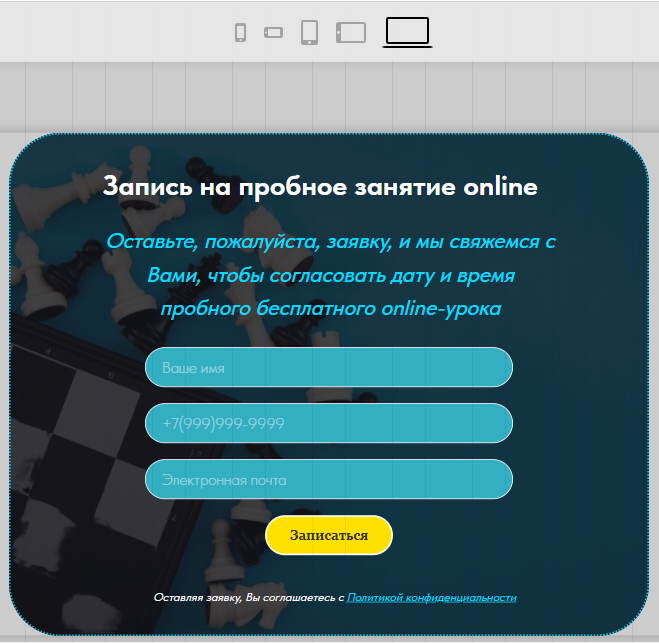 Запись на пробное занятие online
Оставьте, пожалуйста, заявку, и мы свяжемся с
Вами, чтобы согласовать дату и время
пробного бесплатного online-урока
Ваше имя
+7(999)999-9999
Электронная почта
Записаться
Оставляя заявку, Вы соглашаетесь с Политикой конфиденциальности